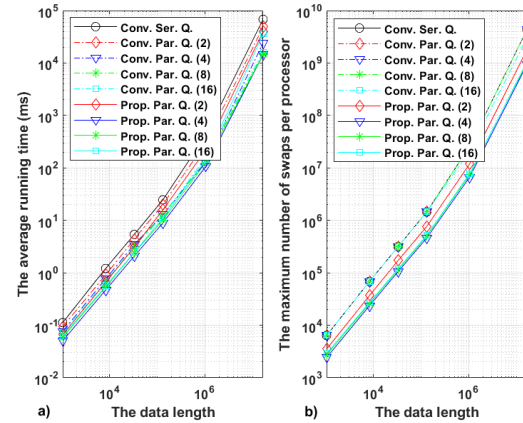 10^5
10^4
10^3
10^2
10^1
10^0
10^-1
10^-2
The average running time (ms)
Conv. Ser. Q.
Conv. Par. Q. (2)
Conv. Par. Q. (4)
Conv. Par. Q. (8)
Conv. Par. Q. (16)
Prop. Par. Q. (2)
Prop. Par. Q. (4)
Prop. Par. Q. (8)
Prop. Par. Q. (16)
10^4
10^6
a)
The data length
10^10
10^9
10^8
10^7
10^6
10^5
10^4
10^3
The maximum number of swaps per processor
Conv. Ser. Q.
Conv. Par. Q. (2)
Conv. Par. Q. (4)
Conv. Par. Q. (8)
Conv. Par. Q. (16)
Prop. Par. Q. (2)
Prop. Par. Q. (4)
Prop. Par. Q. (8)
Prop. Par. Q. (16)
10^4
10^6
b)
The data length